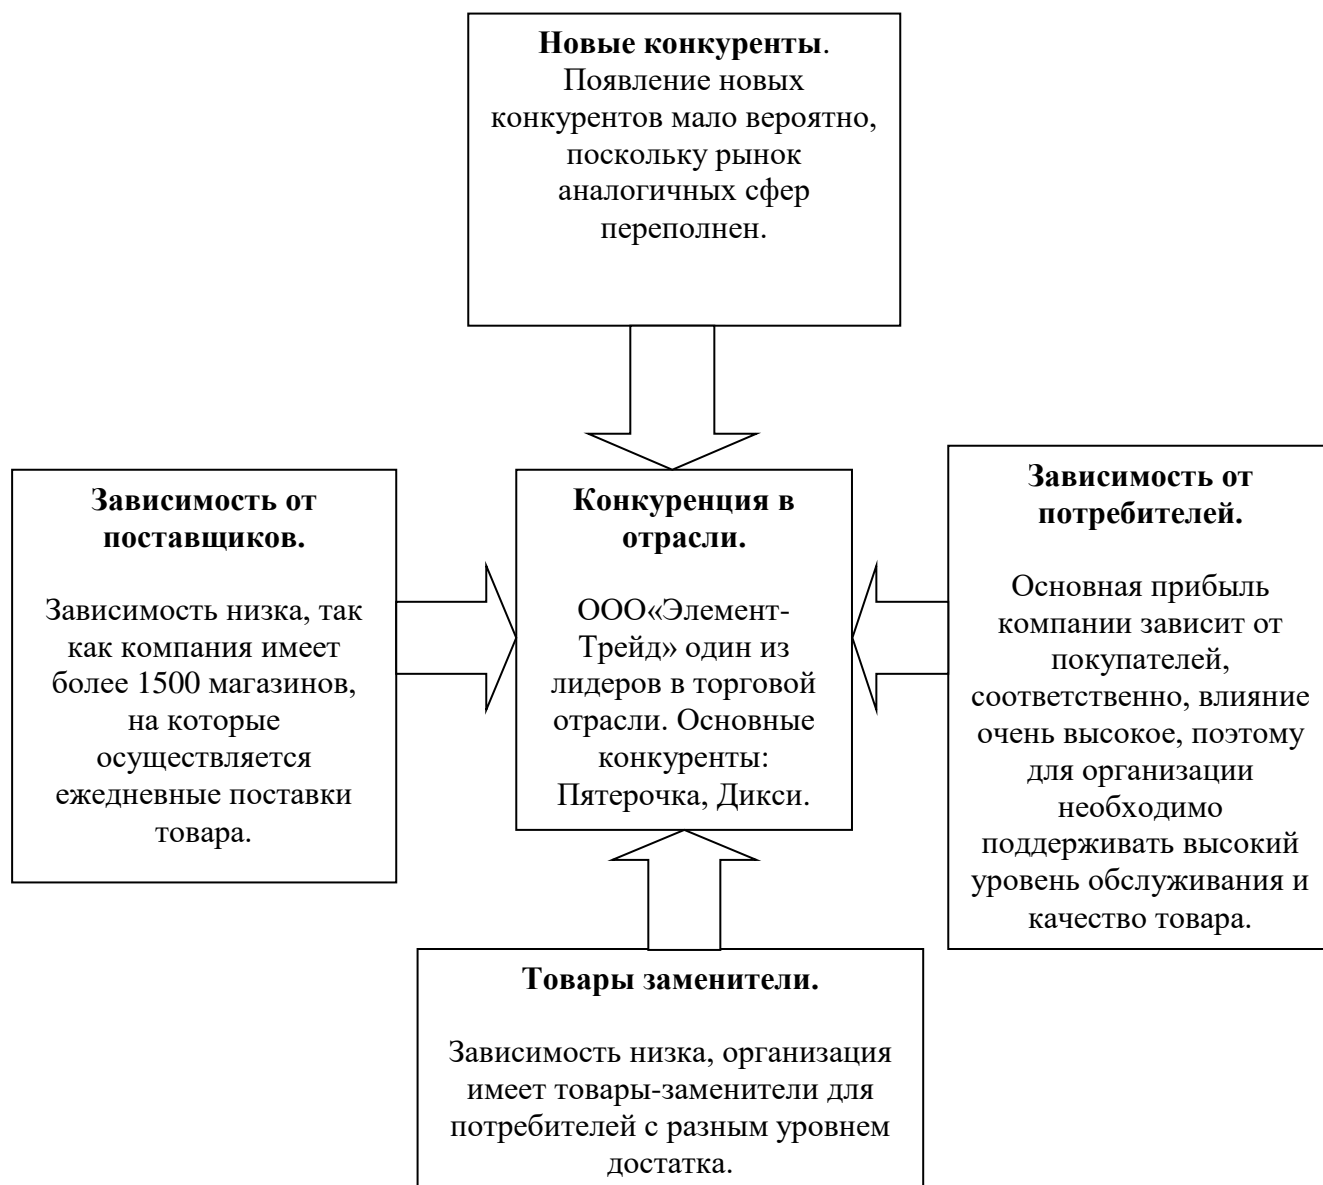 Новые конкуренты.
Появление новых
конкурентов мало вероятно,
поскольку рынок
аналогичных сфер
переполнен.
Зависимость от
поставщиков.
Зависимость низка, так
как компания имеет
более 1500 магазинов,
на которые
осуществляется
ежедневные поставки
товара.
Конкуренция в
отрасли.
ООО«Элемент-
Трейд» один из
лидеров в торговой
отрасли. Основные
конкуренты:
Пятерочка, Дикси.
Зависимость от
потребителей.
Основная прибыль
компании зависит от
покупателей,
соответственно, влияние
очень высокое, поэтому
для организации
необходимо
поддерживать высокий
уровень обслуживания и
качество товара.
Товары заменители.
Зависимость низка, организация
имеет товары-заменители для
потребителей с разным уровнем
достатка.